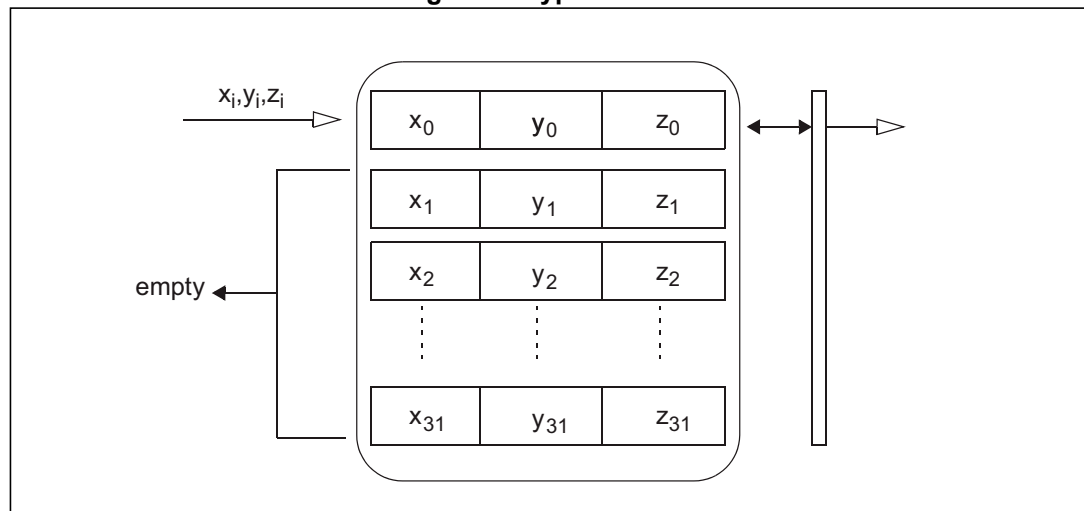 xi,yi,zi
x0 y0 z0
x1 y1 z1
x2 y2 z2
empty
x31 y31 z31